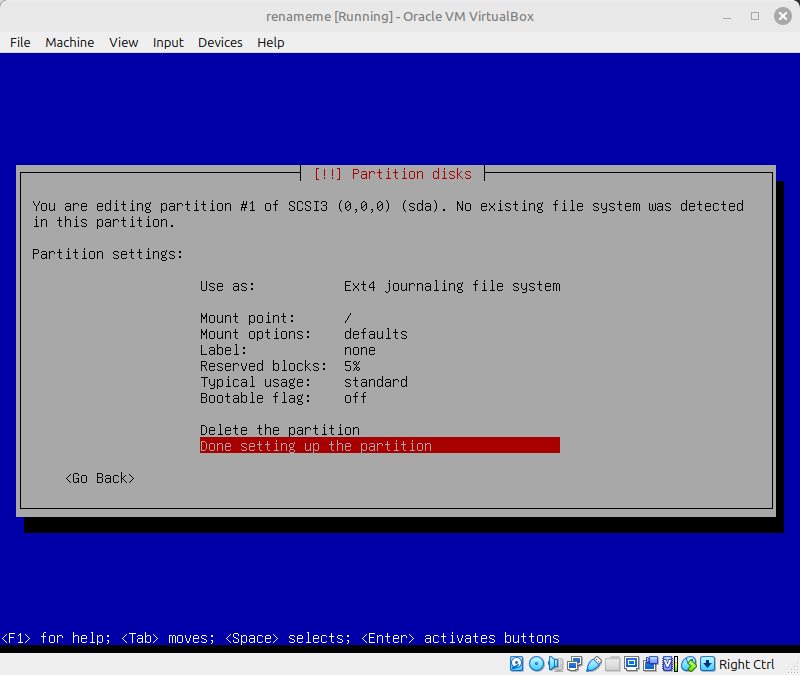 renameme [Running] - Oracle VM VirtualBox
File Machine View Input Devices Help
[!!] Partition disks
You are editing partition #1 of SCSI3 (0,0,0) (sda). No existing file system was detected
in this partition.
Partition settings:
Use as: Ext4 journaling file system
Mount point: /
Mount options: defaults
Label: none
Reserved blocks: 5%
Typical usage: standard
Bootable flag: off
Delete the partition
Done setting up the partition
<Go Back>
<F1> for help; <Tab> moves; <Space> selects; <Enter> activates buttons
Right Ctrl